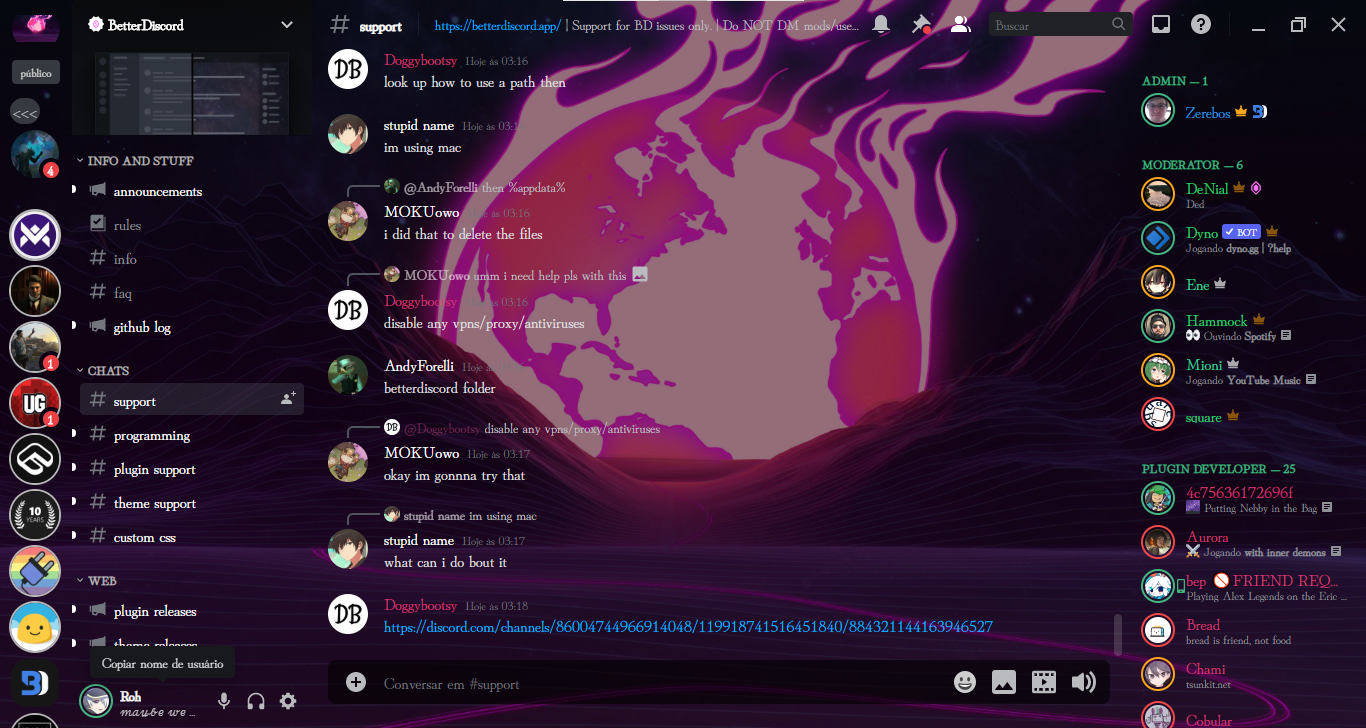 BetterDiscord
público
<<<
4
1
UG
1
10
YEARS
INFO AND STUFF
announcements
rules
info
faq
github log
CHATS
support
programming
plugin support
theme support
custom css
WEB
plugin releases
theme releases
Copiar nome de usuário
Roh
maybe we ...
support
https://betterdiscord.app/ | Support for BD issues only. | Do NOT DM mods/use...
Buscar
DB
Doggybootsy Hoje às 03:16
look up how to use a path then
stupid name Hoje às 03:1
im using mac
@AndyForelli then %appdata%
MOKUowo Hoje às 03:16
i did that to delete the files
MOKUowo umm i need help pls with this
DB
Doggybootsy Hoje às 03:16
disable any vpns/proxy/antiviruses
AndyForelli Hoje às
betterdiscord folder
DB @Doggybootsy disable any vpns/proxy/antiviruses
MOKUowo Hoje às 03:17
okay im gonnna try that
stupid name im using mac
stupid name Hoje às 03:17
what can i do bout it
DB
Doggybootsy Hoje às 03:18
https://discord.com/channels/86004744966914048/119918741516451840/884321144163946527
Conversar em #support
ADMIN — 1
Zerebos
MODERATOR — 6
DeNial
Ded
Dyno BOT
Jogando dyno.gg | ?help
Ene
Hammock
Ouvindo Spotify
Mioni
Jogando YouTube Music
square
PLUGIN DEVELOPER — 25
4c75636172696f
Putting Nebby in the Bag
Aurora
Jogando with inner demons
bep FRIEND REQ...
Playing Alex Legends on the Eric ...
Bread
bread is friend, not food
Chami
tsunkit.net
Cobular